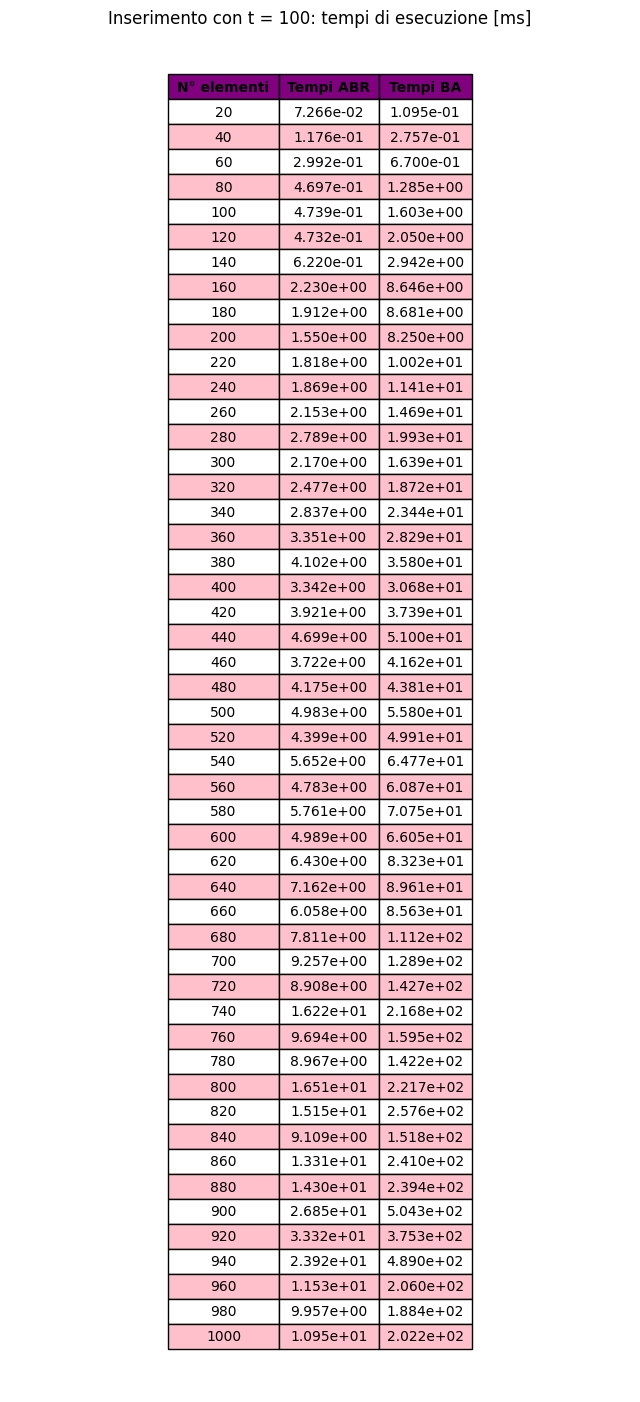 Inserimento con t = 100: tempi di esecuzione [ms]
N° elementi Tempi ABR Tempi BA
20 7.266e-02 1.095e-01
40 1.176e-01 2.757e-01
60 2.992e-01 6.700e-01
80 4.697e-01 1.285e+00
100 4.739e-01 1.603e+00
120 4.732e-01 2.050e+00
140 6.220e-01 2.942e+00
160 2.230e+00 8.646e+00
180 1.912e+00 8.681e+00
200 1.550e+00 8.250e+00
220 1.818e+00 1.002e+01
240 1.869e+00 1.141e+01
260 2.153e+00 1.469e+01
280 2.789e+00 1.993e+01
300 2.170e+00 1.639e+01
320 2.477e+00 1.872e+01
340 2.837e+00 2.344e+01
360 3.351e+00 2.829e+01
380 4.102e+00 3.580e+01
400 3.342e+00 3.068e+01
420 3.921e+00 3.739e+01
440 4.699e+00 5.100e+01
460 3.722e+00 4.162e+01
480 4.175e+00 4.381e+01
500 4.983e+00 5.580e+01
520 4.399e+00 4.991e+01
540 5.652e+00 6.477e+01
560 4.783e+00 6.087e+01
580 5.761e+00 7.075e+01
600 4.989e+00 6.605e+01
620 6.430e+00 8.323e+01
640 7.162e+00 8.961e+01
660 6.058e+00 8.563e+01
680 7.811e+00 1.112e+02
700 9.257e+00 1.289e+02
720 8.908e+00 1.427e+02
740 1.622e+01 2.168e+02
760 9.694e+00 1.595e+02
780 8.967e+00 1.422e+02
800 1.651e+01 2.217e+02
820 1.515e+01 2.576e+02
840 9.109e+00 1.518e+02
860 1.331e+01 2.410e+02
880 1.430e+01 2.394e+02
900 2.685e+01 5.043e+02
920 3.332e+01 3.753e+02
940 2.392e+01 4.890e+02
960 1.153e+01 2.060e+02
980 9.957e+00 1.884e+02
1000 1.095e+01 2.022e+02